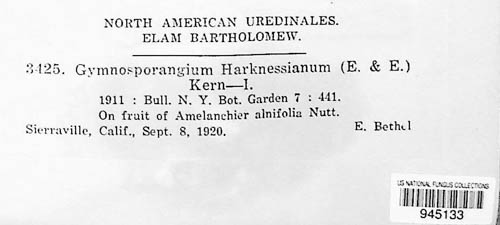 NORTH AMERICAN UREDINALES.
ELAM BARTHOLOMEW.
3425. Gymnosporangium Harknessianum (E. & E.)
Kern—I.
1911 : Bull. N. Y. Bot. Garden 7 : 441.
On fruit of Amelanchier alnifolia Nutt.
Sierraville, Calif., Sept. 8, 1920. E. Bethel
US NATIONAL FUNGUS COLLECTIONS
945133